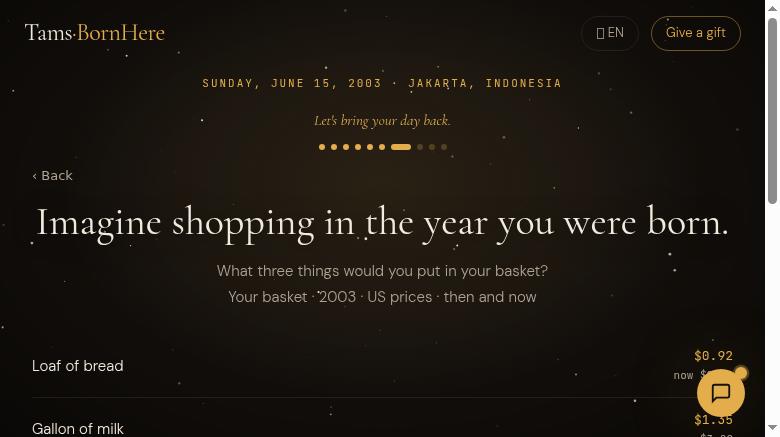 Tams·BornHere
EN
Give a gift
SUNDAY, JUNE 15, 2003 · JAKARTA, INDONESIA
Let's bring your day back.
‹ Back
Imagine shopping in the year you were born.
What three things would you put in your basket?
Your basket · 2003 · US prices · then and now
Loaf of bread
$0.92
now
Gallon of milk
$1.35